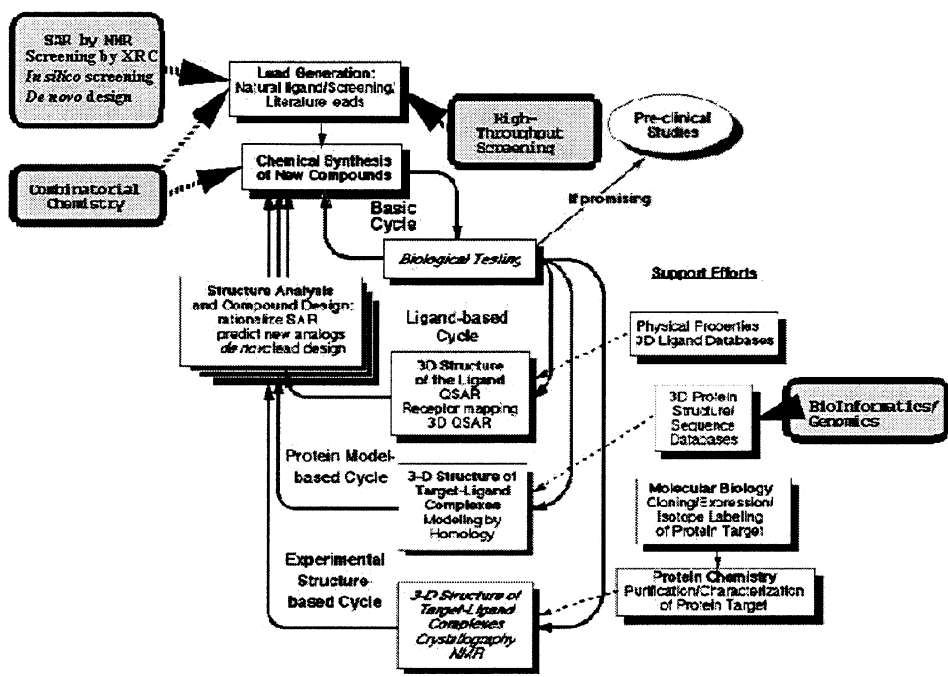 SAR by NMR
Screening by XRC
In silico screening
De novo design
Lead Generation:
Natural ligand/Screening/
Literature leads
High-
Throughput
Screening
Pre-clinical
Studies
Combinatorial
Chemistry
Chemical Synthesis
of New Compounds
If promising
Basic
Cycle
Biological Testing
Support Efforts
Structure Analysis
and Compound Design:
rationalize SAR
predict new analogs
de novo lead design
Ligand-based
Cycle
Physical Properties
3D Ligand Databases
3D Structure
of the Ligand
QSAR
Receptor mapping
3D QSAR
3D Protein
Structure/
Sequence
Databases
BioInformatics/
Genomics
Protein Model-
based Cycle
3-D Structure of
Target-Ligand
Complexes
Modeling by
Homology
Molecular Biology
Cloning/Expression/
Isotope Labeling
of Protein Target
Experimental
Structure-
based Cycle
Protein Chemistry
Purification/Characterization
of Protein Target
3-D Structure of
Target-Ligand
Complexes
Crystallography
NMR